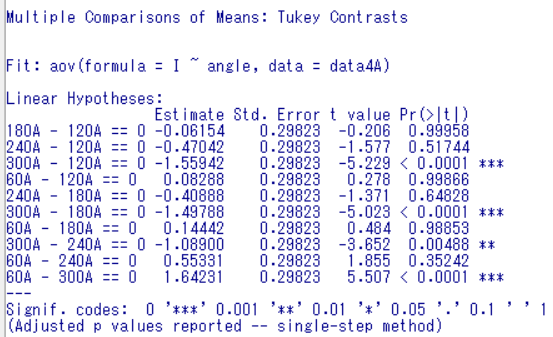 Multiple Comparisons of Means: Tukey Contrasts
Fit: aov(formula = I ~ angle, data = data4A)
Linear Hypotheses:
Estimate Std. Error t value Pr(>|t|)
180A - 120A == 0 -0.06154 0.29823 -0.206 0.99958
240A - 120A == 0 -0.47042 0.29823 -1.577 0.51744
300A - 120A == 0 -1.55942 0.29823 -5.229 < 0.0001 ***
60A - 120A == 0 0.08288 0.29823 0.278 0.99866
240A - 180A == 0 -0.40888 0.29823 -1.371 0.64828
300A - 180A == 0 -1.49788 0.29823 -5.023 < 0.0001 ***
60A - 180A == 0 0.14442 0.29823 0.484 0.98853
300A - 240A == 0 -1.08900 0.29823 -3.652 0.00488 **
60A - 240A == 0 0.55331 0.29823 1.855 0.35242
60A - 300A == 0 1.64231 0.29823 5.507 < 0.0001 ***
---
Signif. codes: 0 '***' 0.001 '**' 0.01 '*' 0.05 '.' 0.1 ' ' 1
(Adjusted p values reported -- single-step method)